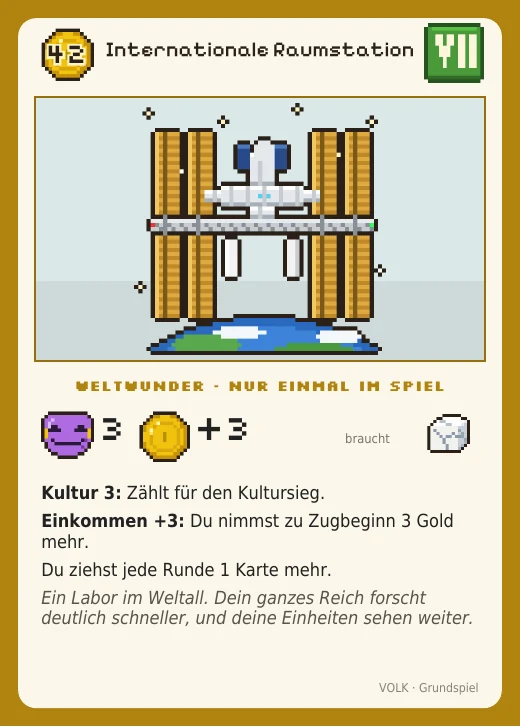 42 Internationale Raumstation VII
WELTWUNDER - NUR EINMAL IM SPIEL
3 +3 braucht
Kultur 3: Zählt für den Kultursieg.
Einkommen +3: Du nimmst zu Zugbeginn 3 Gold
mehr.
Du ziehst jede Runde 1 Karte mehr.
Ein Labor im Weltall. Dein ganzes Reich forscht
deutlich schneller, und deine Einheiten sehen weiter.
VOLK · Grundspiel